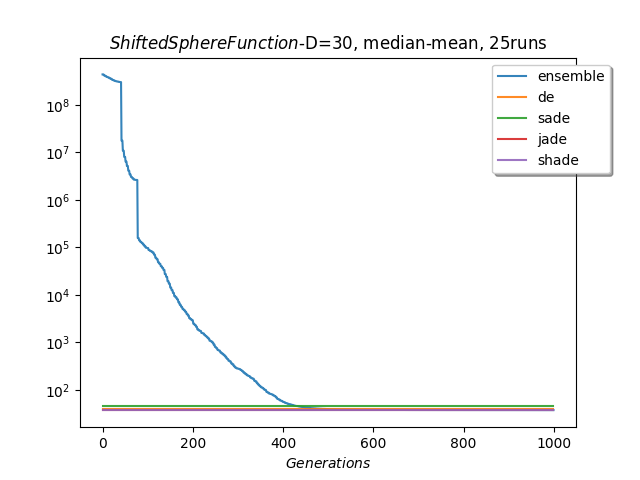 ShiftedSphereFunction-D=30, median-mean, 25runs
ensemble
de
sade
jade
shade
10^8
10^7
10^6
10^5
10^4
10^3
10^2
0 200 400 600 800 1000
Generations